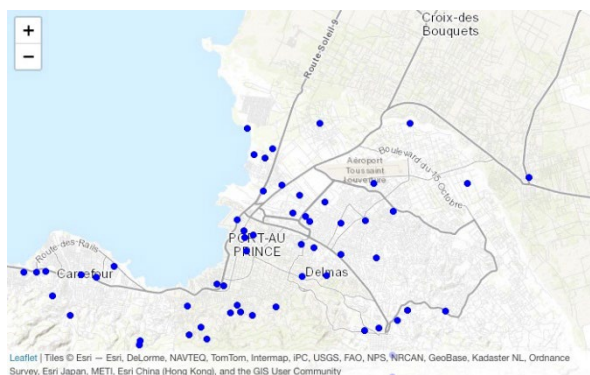 +
−
Croix-des
Bouquets
Route-Soleil-9
Boulevard du 15 Octobre
Aéroport
Toussaint
Louverture
Route-des-Rails
PORT-AU
PRINCE
Carrefour
Delmas
Leaflet | Tiles © Esri — Esri, DeLorme, NAVTEQ, TomTom, Intermap, iPC, USGS, FAO, NPS, NRCAN, GeoBase, Kadaster NL, Ordnance
Survey, Esri Japan, METI, Esri China (Hong Kong), and the GIS User Community